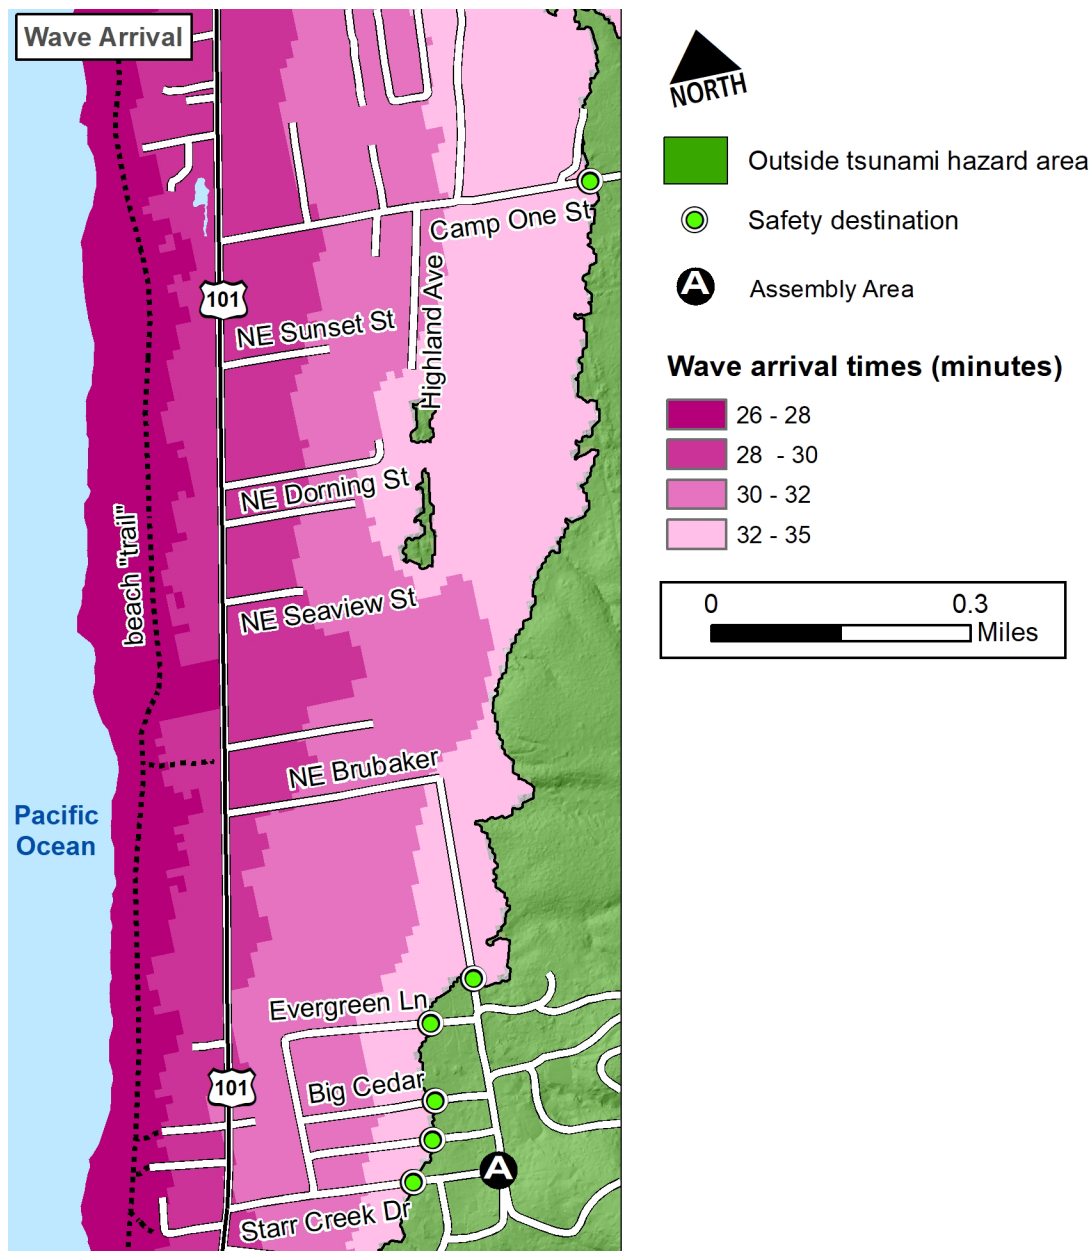 Wave Arrival
NORTH
Outside tsunami hazard area
Safety destination
Camp One St
A
Assembly Area
101
Highland Ave
NE Sunset St
Wave arrival times (minutes)
26 - 28
28 - 30
30 - 32
32 - 35
NE Dorning St
beach "trail"
NE Seaview St
0
0.3
Miles
NE Brubaker
Pacific
Ocean
Evergreen Ln
101
Big Cedar
A
Starr Creek Dr